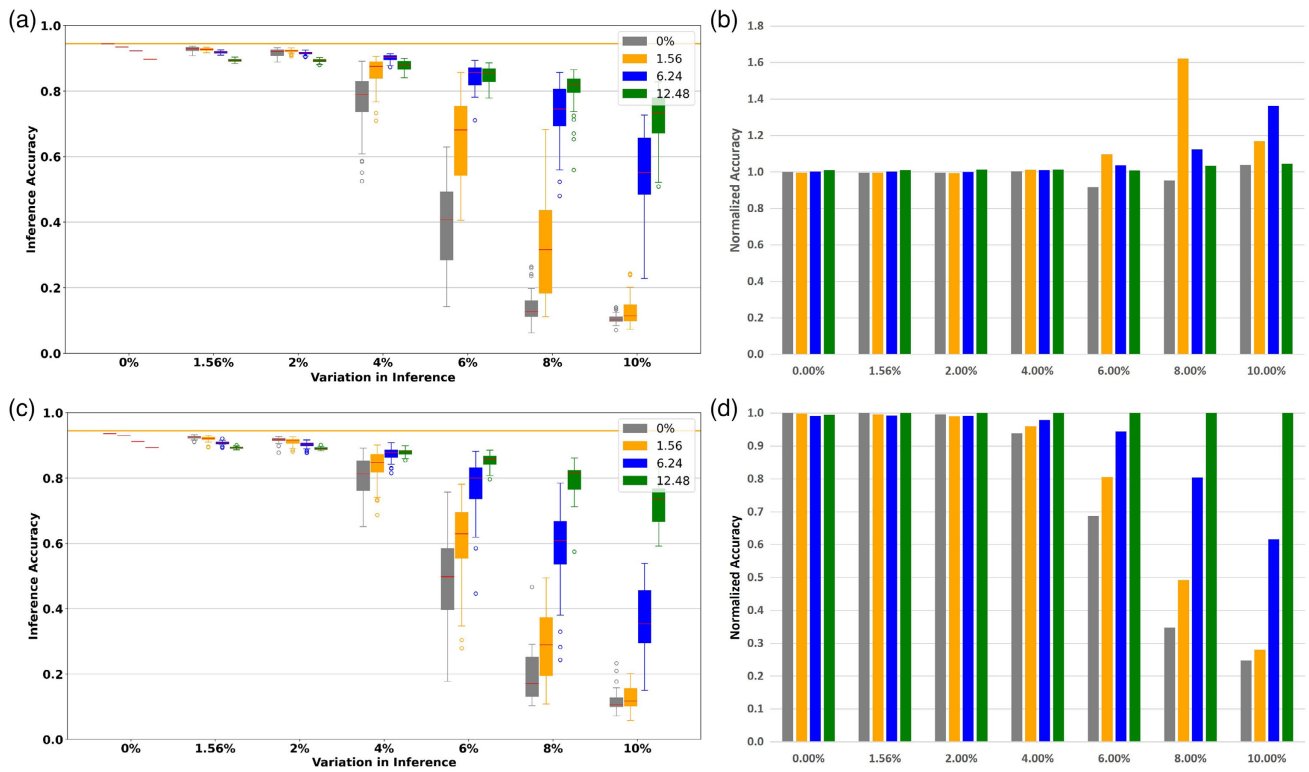 (a)
Inference Accuracy
1.0
0.8
0.6
0.4
0.2
0.0
0%
1.56
6.24
12.48
0% 1.56% 2% 4% 6% 8% 10%
Variation in Inference
(b)
Normalized Accuracy
1.8
1.6
1.4
1.2
1.0
0.8
0.6
0.4
0.2
0.0
0.00% 1.56% 2.00% 4.00% 6.00% 8.00% 10.00%
(c)
Inference Accuracy
1.0
0.8
0.6
0.4
0.2
0.0
0%
1.56
6.24
12.48
0% 1.56% 2% 4% 6% 8% 10%
Variation in Inference
(d)
Normalized Accuracy
1.0
0.9
0.8
0.7
0.6
0.5
0.4
0.3
0.2
0.1
0.0
0.00% 1.56% 2.00% 4.00% 6.00% 8.00% 10.00%